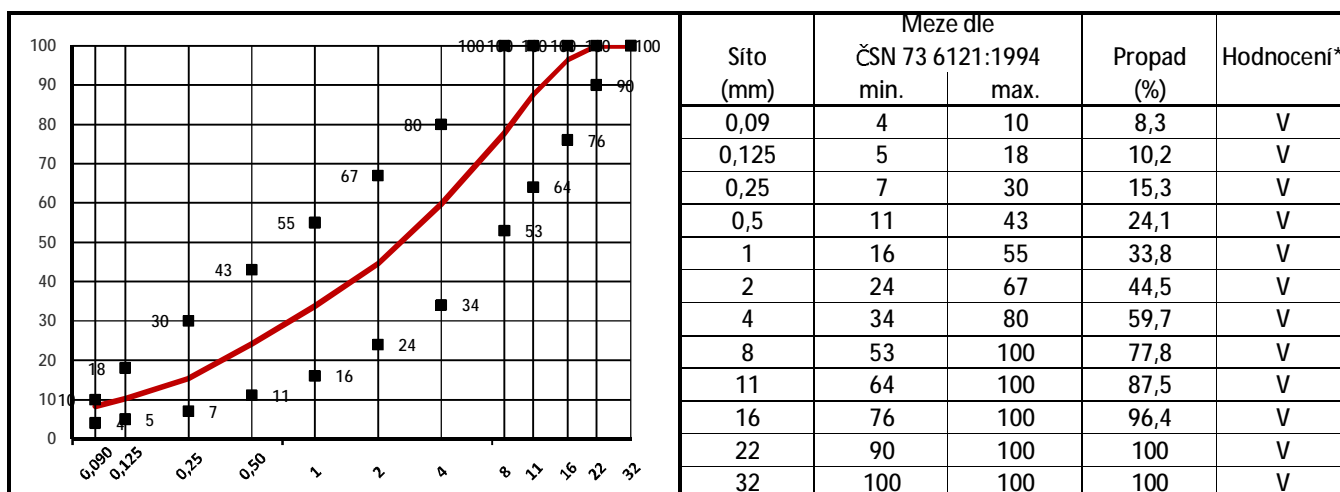 100
90
80
70
60
50
40
30
20
10
0
100 100 100 100 100 100
90
80
76
67
64
55
53
43
34
30
24
18
16
11
10
7
5
4
0,090 0,125 0,25 0,50 1 2 4 8 11 16 22 32
Meze dle
Síto ČSN 73 6121:1994 Propad Hodnocení*
(mm) min. max. (%)
0,09 4 10 8,3 V
0,125 5 18 10,2 V
0,25 7 30 15,3 V
0,5 11 43 24,1 V
1 16 55 33,8 V
2 24 67 44,5 V
4 34 80 59,7 V
8 53 100 77,8 V
11 64 100 87,5 V
16 76 100 96,4 V
22 90 100 100 V
32 100 100 100 V